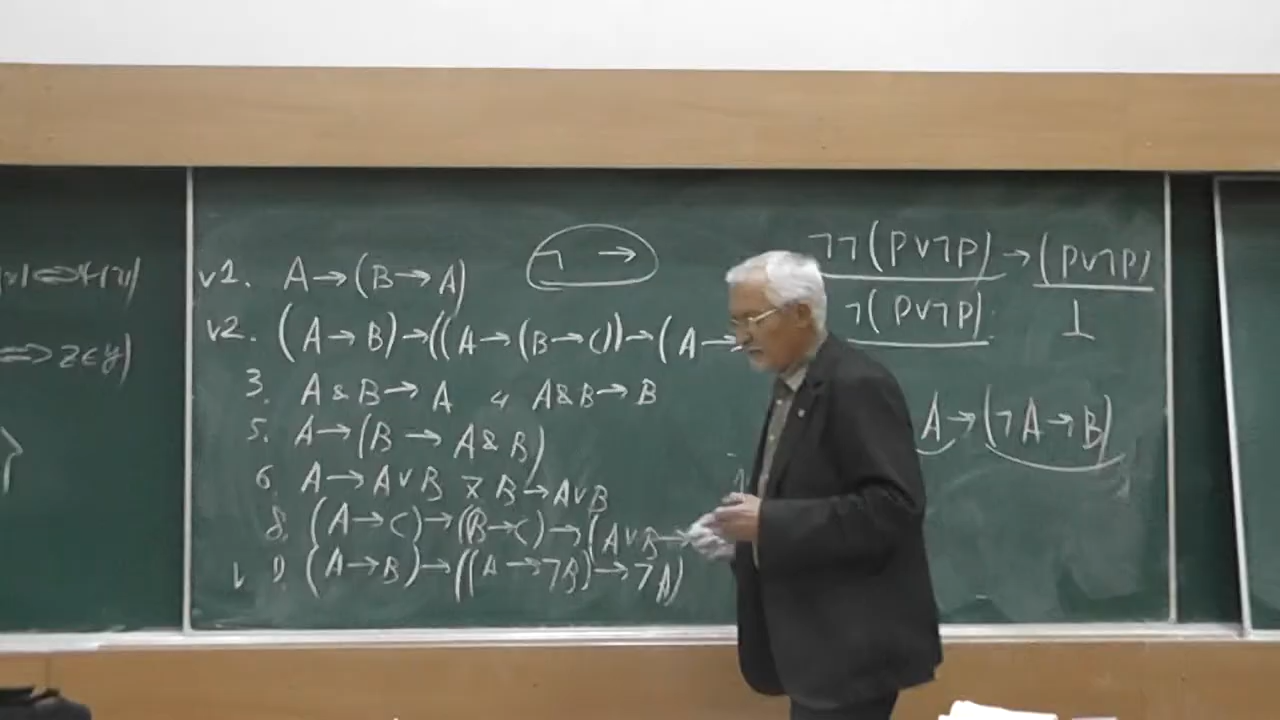 ⟺ z∈y)
v1. A→(B→A)
¬ →
v2. (A→B)→((A→(B→C))→(A→
3. A&B→A 4 A&B→B
5. A→(B→A&B)
6 A→A∨B 7 B→A∨B
8. (A→C)→((B→C)→(A∨B→
v 9. (A→B)→((A→¬B)→¬A)
¬¬(P∨¬P)→(P∨¬P)
¬(P∨¬P) ⊥
A→(¬A→B)